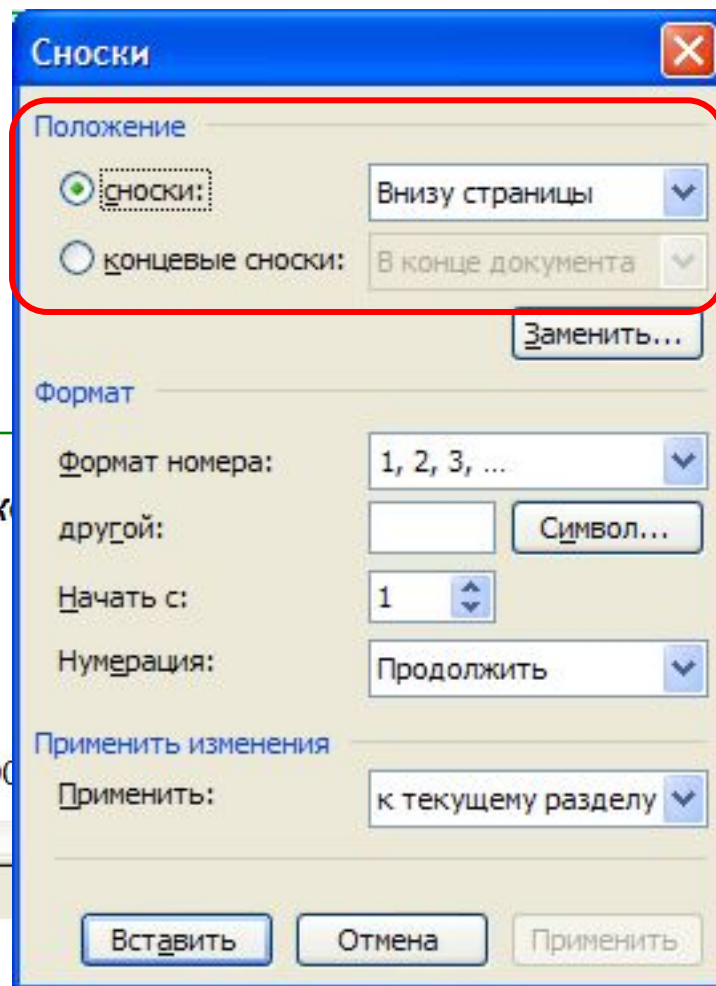 Сноски
Положение
сноски: Внизу страницы
концевые сноски: В конце документа
Заменить...
Формат
Формат номера: 1, 2, 3, ...
другой: Символ...
Начать с: 1
Нумерация: Продолжить
Применить изменения
Применить: к текущему разделу
Вставить Отмена Применить